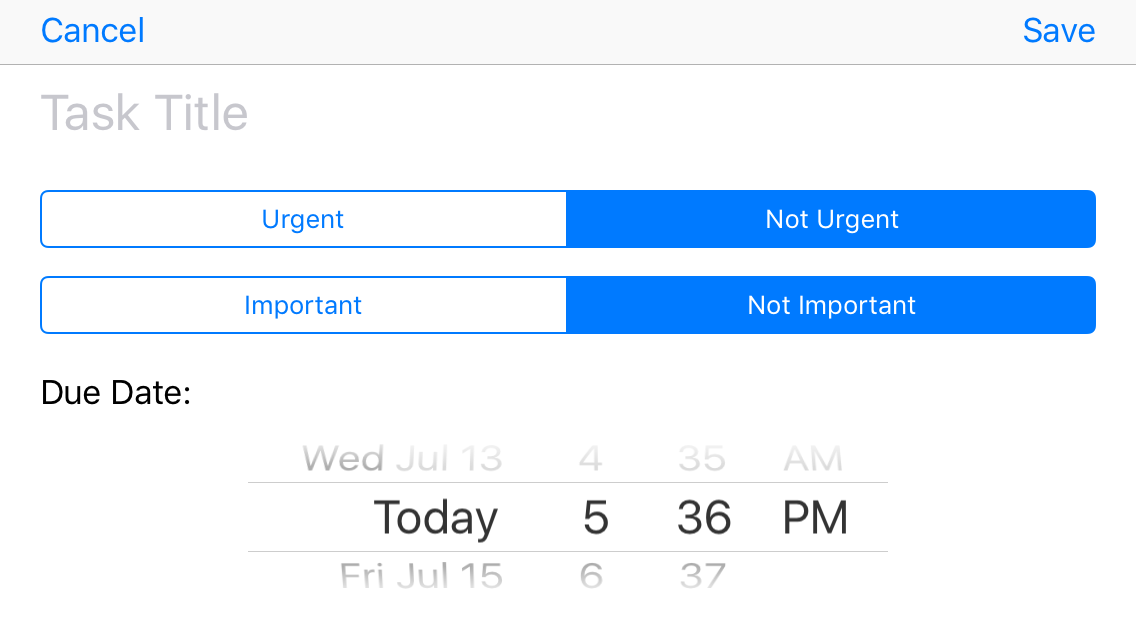 Cancel Save
Task Title
Urgent Not Urgent
Important Not Important
Due Date:
Wed Jul 13 4 35 AM
Today 5 36 PM
Fri Jul 15 6 37